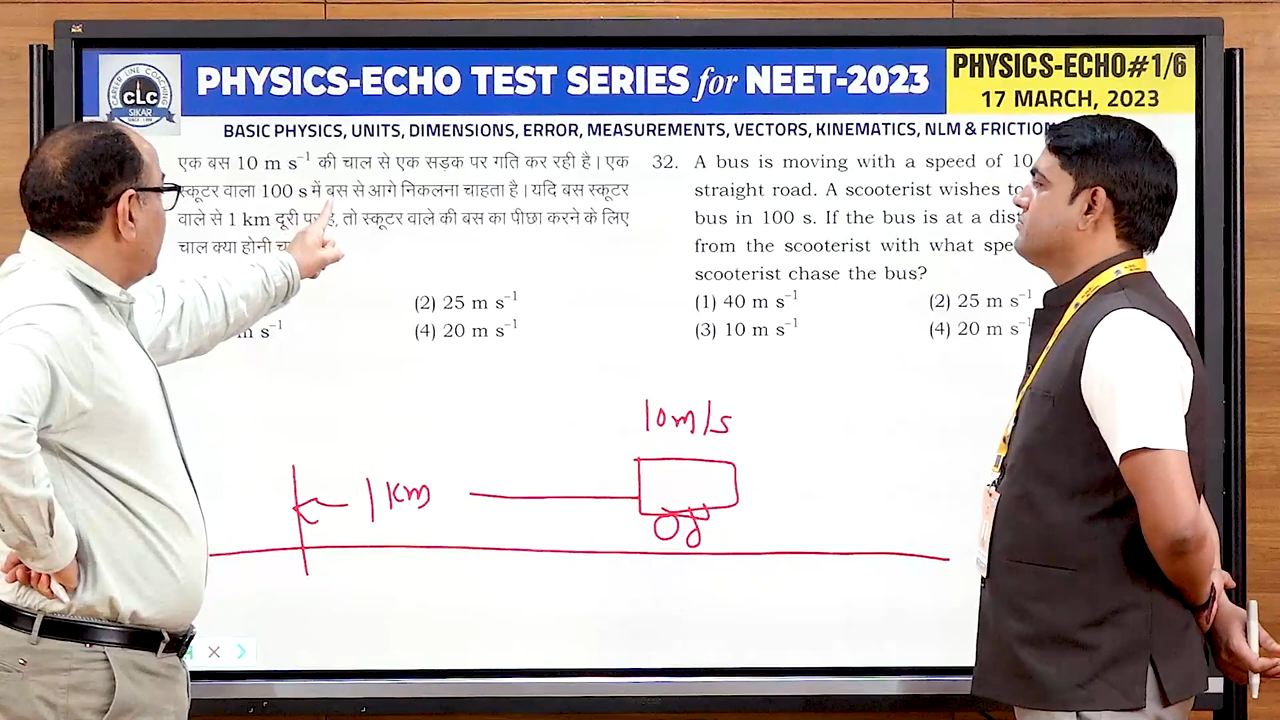 CAREER LINE COACHING
CLC
SIKAR
PHYSICS-ECHO TEST SERIES for NEET-2023
PHYSICS-ECHO#1/6
17 MARCH, 2023
BASIC PHYSICS, UNITS, DIMENSIONS, ERROR, MEASUREMENTS, VECTORS, KINEMATICS, NLM & FRICTION
एक बस 10 m s⁻¹ की चाल से एक सड़क पर गति कर रही है। एक
स्कूटर वाला 100 s में बस से आगे निकलना चाहता है। यदि बस स्कूटर
वाले से 1 km दूरी पर है, तो स्कूटर वाले की बस का पीछा करने के लिए
चाल क्या होनी
(2) 25 m s⁻¹
m s⁻¹
(4) 20 m s⁻¹
32. A bus is moving with a speed of 10
straight road. A scooterist wishes to
bus in 100 s. If the bus is at a
from the scooterist with what
scooterist chase the bus?
(1) 40 m s⁻¹ (2) 25 m s⁻¹
(3) 10 m s⁻¹ (4) 20 m s⁻¹
10m/s
1 km